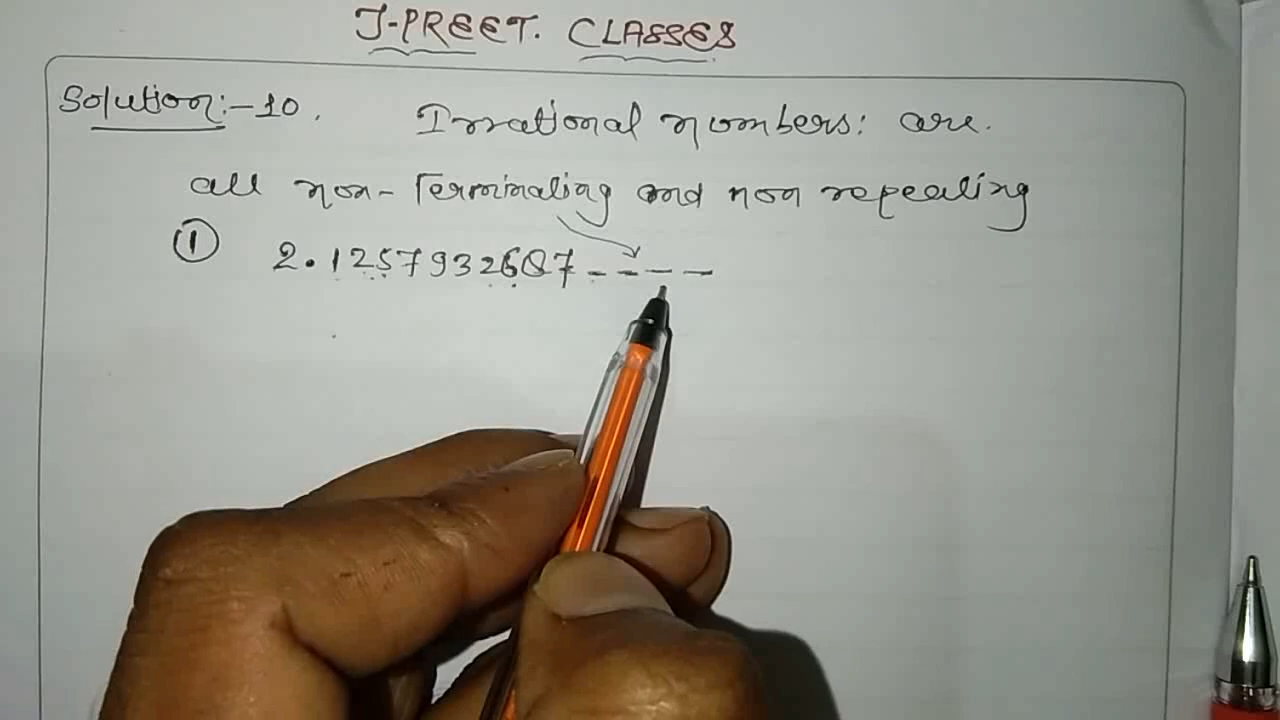 J-PREET. CLASSES
Solution:-10. Irrational numbers: are.
all non-Terminating and non repeating
① 2.1257932687----